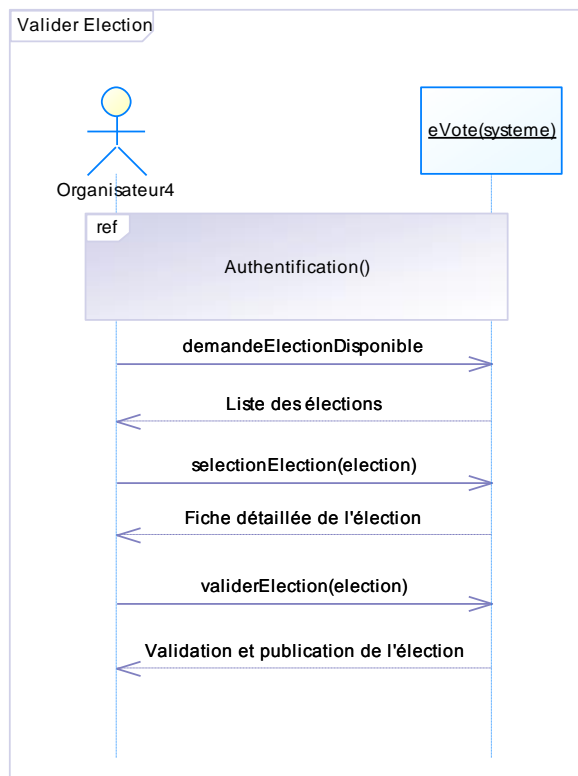 Valider Election
eVote(systeme)
Organisateur4
ref
Authentification()
demandeElectionDisponible
Liste des élections
selectionElection(election)
Fiche détaillée de l'élection
validerElection(election)
Validation et publication de l'élection